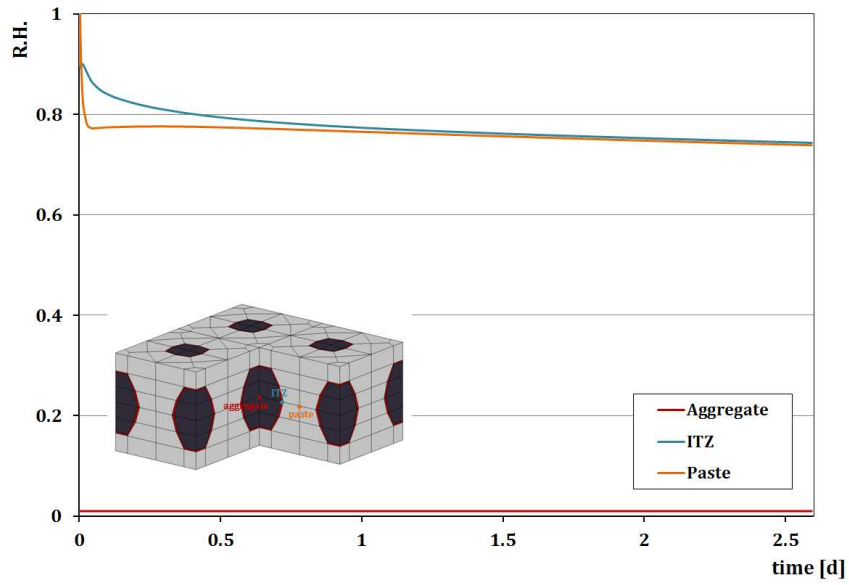 R.H.
1
0.8
0.6
0.4
0.2
0
0
0.5
1
1.5
2
2.5
time [d]
aggregate
ITZ
paste
Aggregate
ITZ
Paste